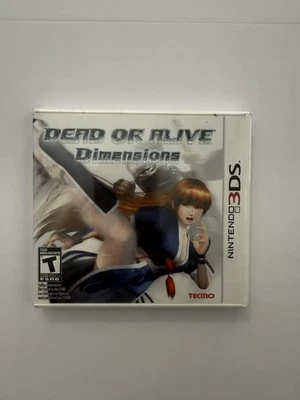 DEAD OR ALIVE
Dimensions
NINTENDO 3DS
TEEN
T
ESRB
TECMO